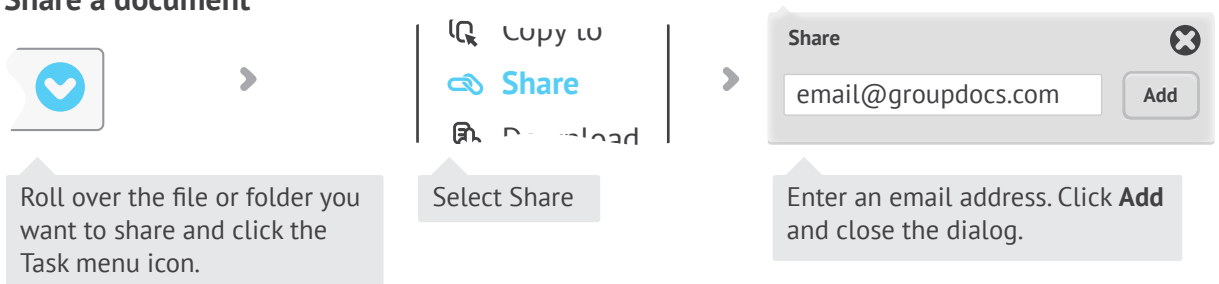 Share a document
Copy to
Share
Download
Share
email@groupdocs.com
Add
Roll over the file or folder you
want to share and click the
Task menu icon.
Select Share
Enter an email address. Click Add
and close the dialog.